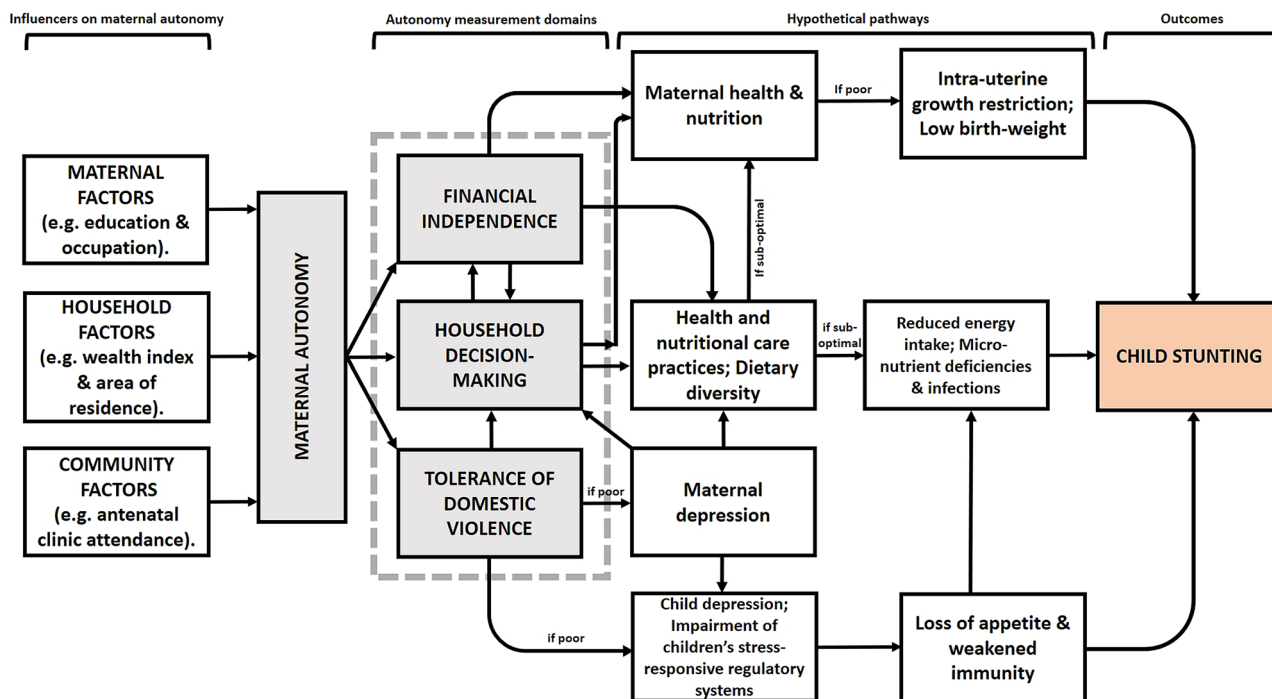 Influencers on maternal autonomy
Autonomy measurement domains
Hypothetical pathways
Outcomes
MATERNAL
FACTORS
(e.g. education &
occupation).
HOUSEHOLD
FACTORS
(e.g. wealth index
& area of
residence).
COMMUNITY
FACTORS
(e.g. antenatal
clinic attendance).
MATERNAL AUTONOMY
FINANCIAL
INDEPENDENCE
HOUSEHOLD
DECISION-
MAKING
TOLERANCE OF
DOMESTIC
VIOLENCE
if poor
if poor
Maternal health &
nutrition
If sub-optimal
Health and
nutritional care
practices; Dietary
diversity
Maternal
depression
Child depression;
Impairment of
children's stress-
responsive regulatory
systems
If poor
if sub-
optimal
Intra-uterine
growth restriction;
Low birth-weight
Reduced energy
intake; Micro-
nutrient deficiencies
& infections
Loss of appetite &
weakened
immunity
CHILD STUNTING